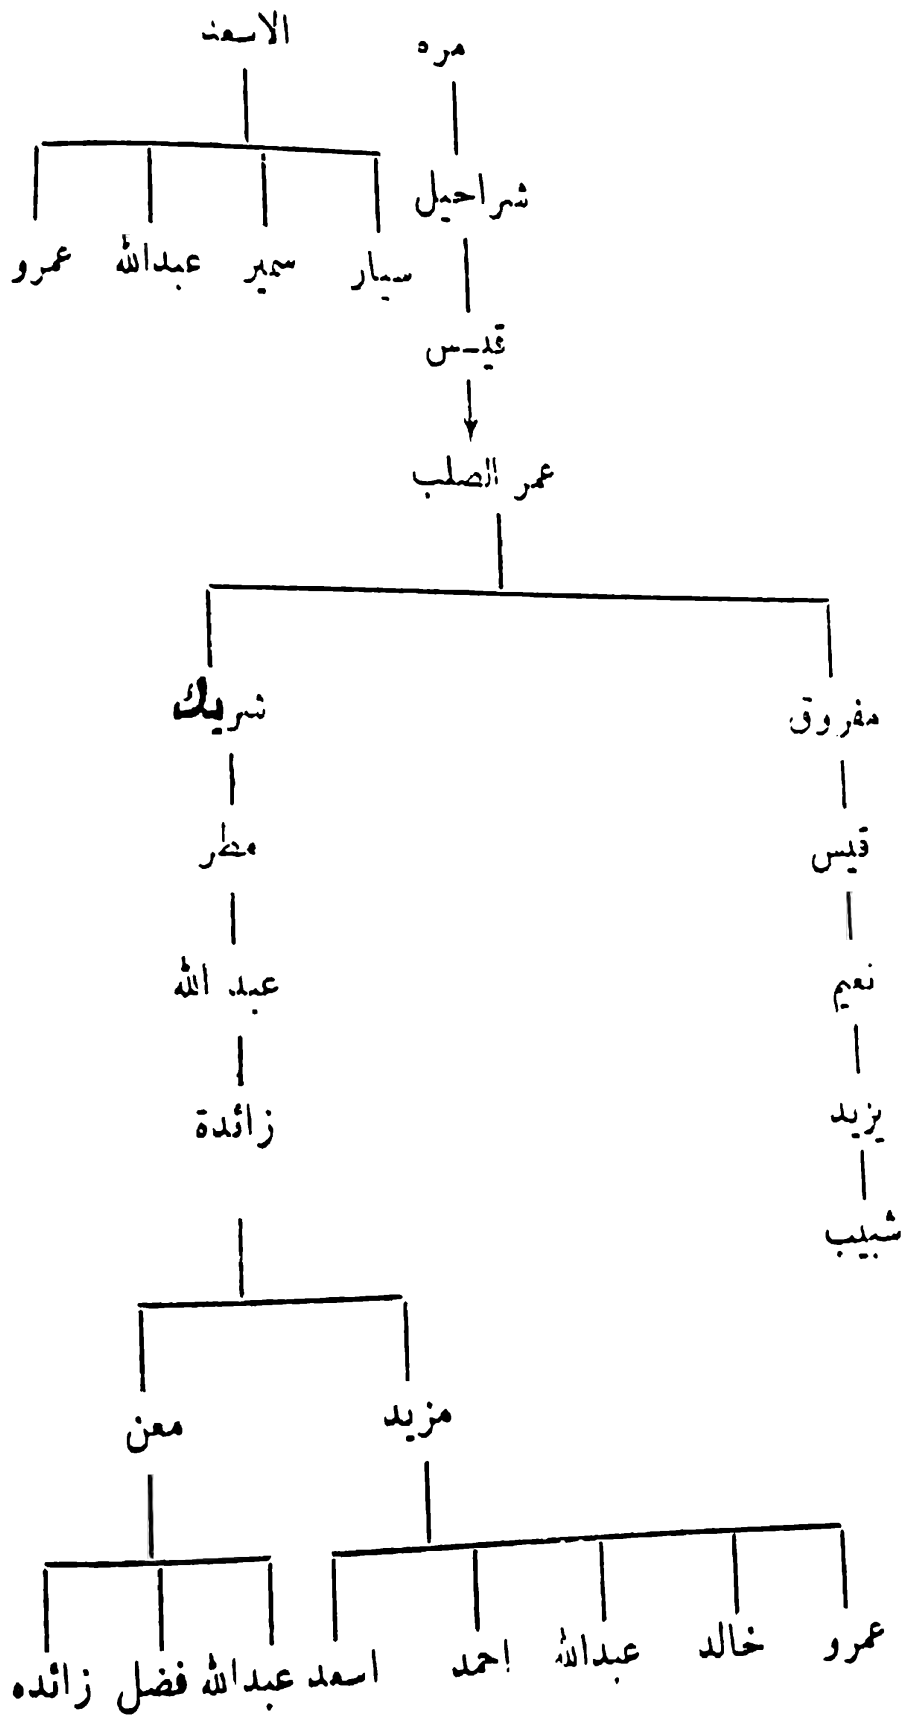 مره
الاسعد
شراحيل
سيار سمير عبدالله عمرو
قيس
عمر الصلب
مفروق شريك
قيس مطر
نعيم عبد الله
يزيد زائدة
شبيب
مزيد معن
عمرو خالد عبدالله احمد اسعد عبدالله فضل زائده